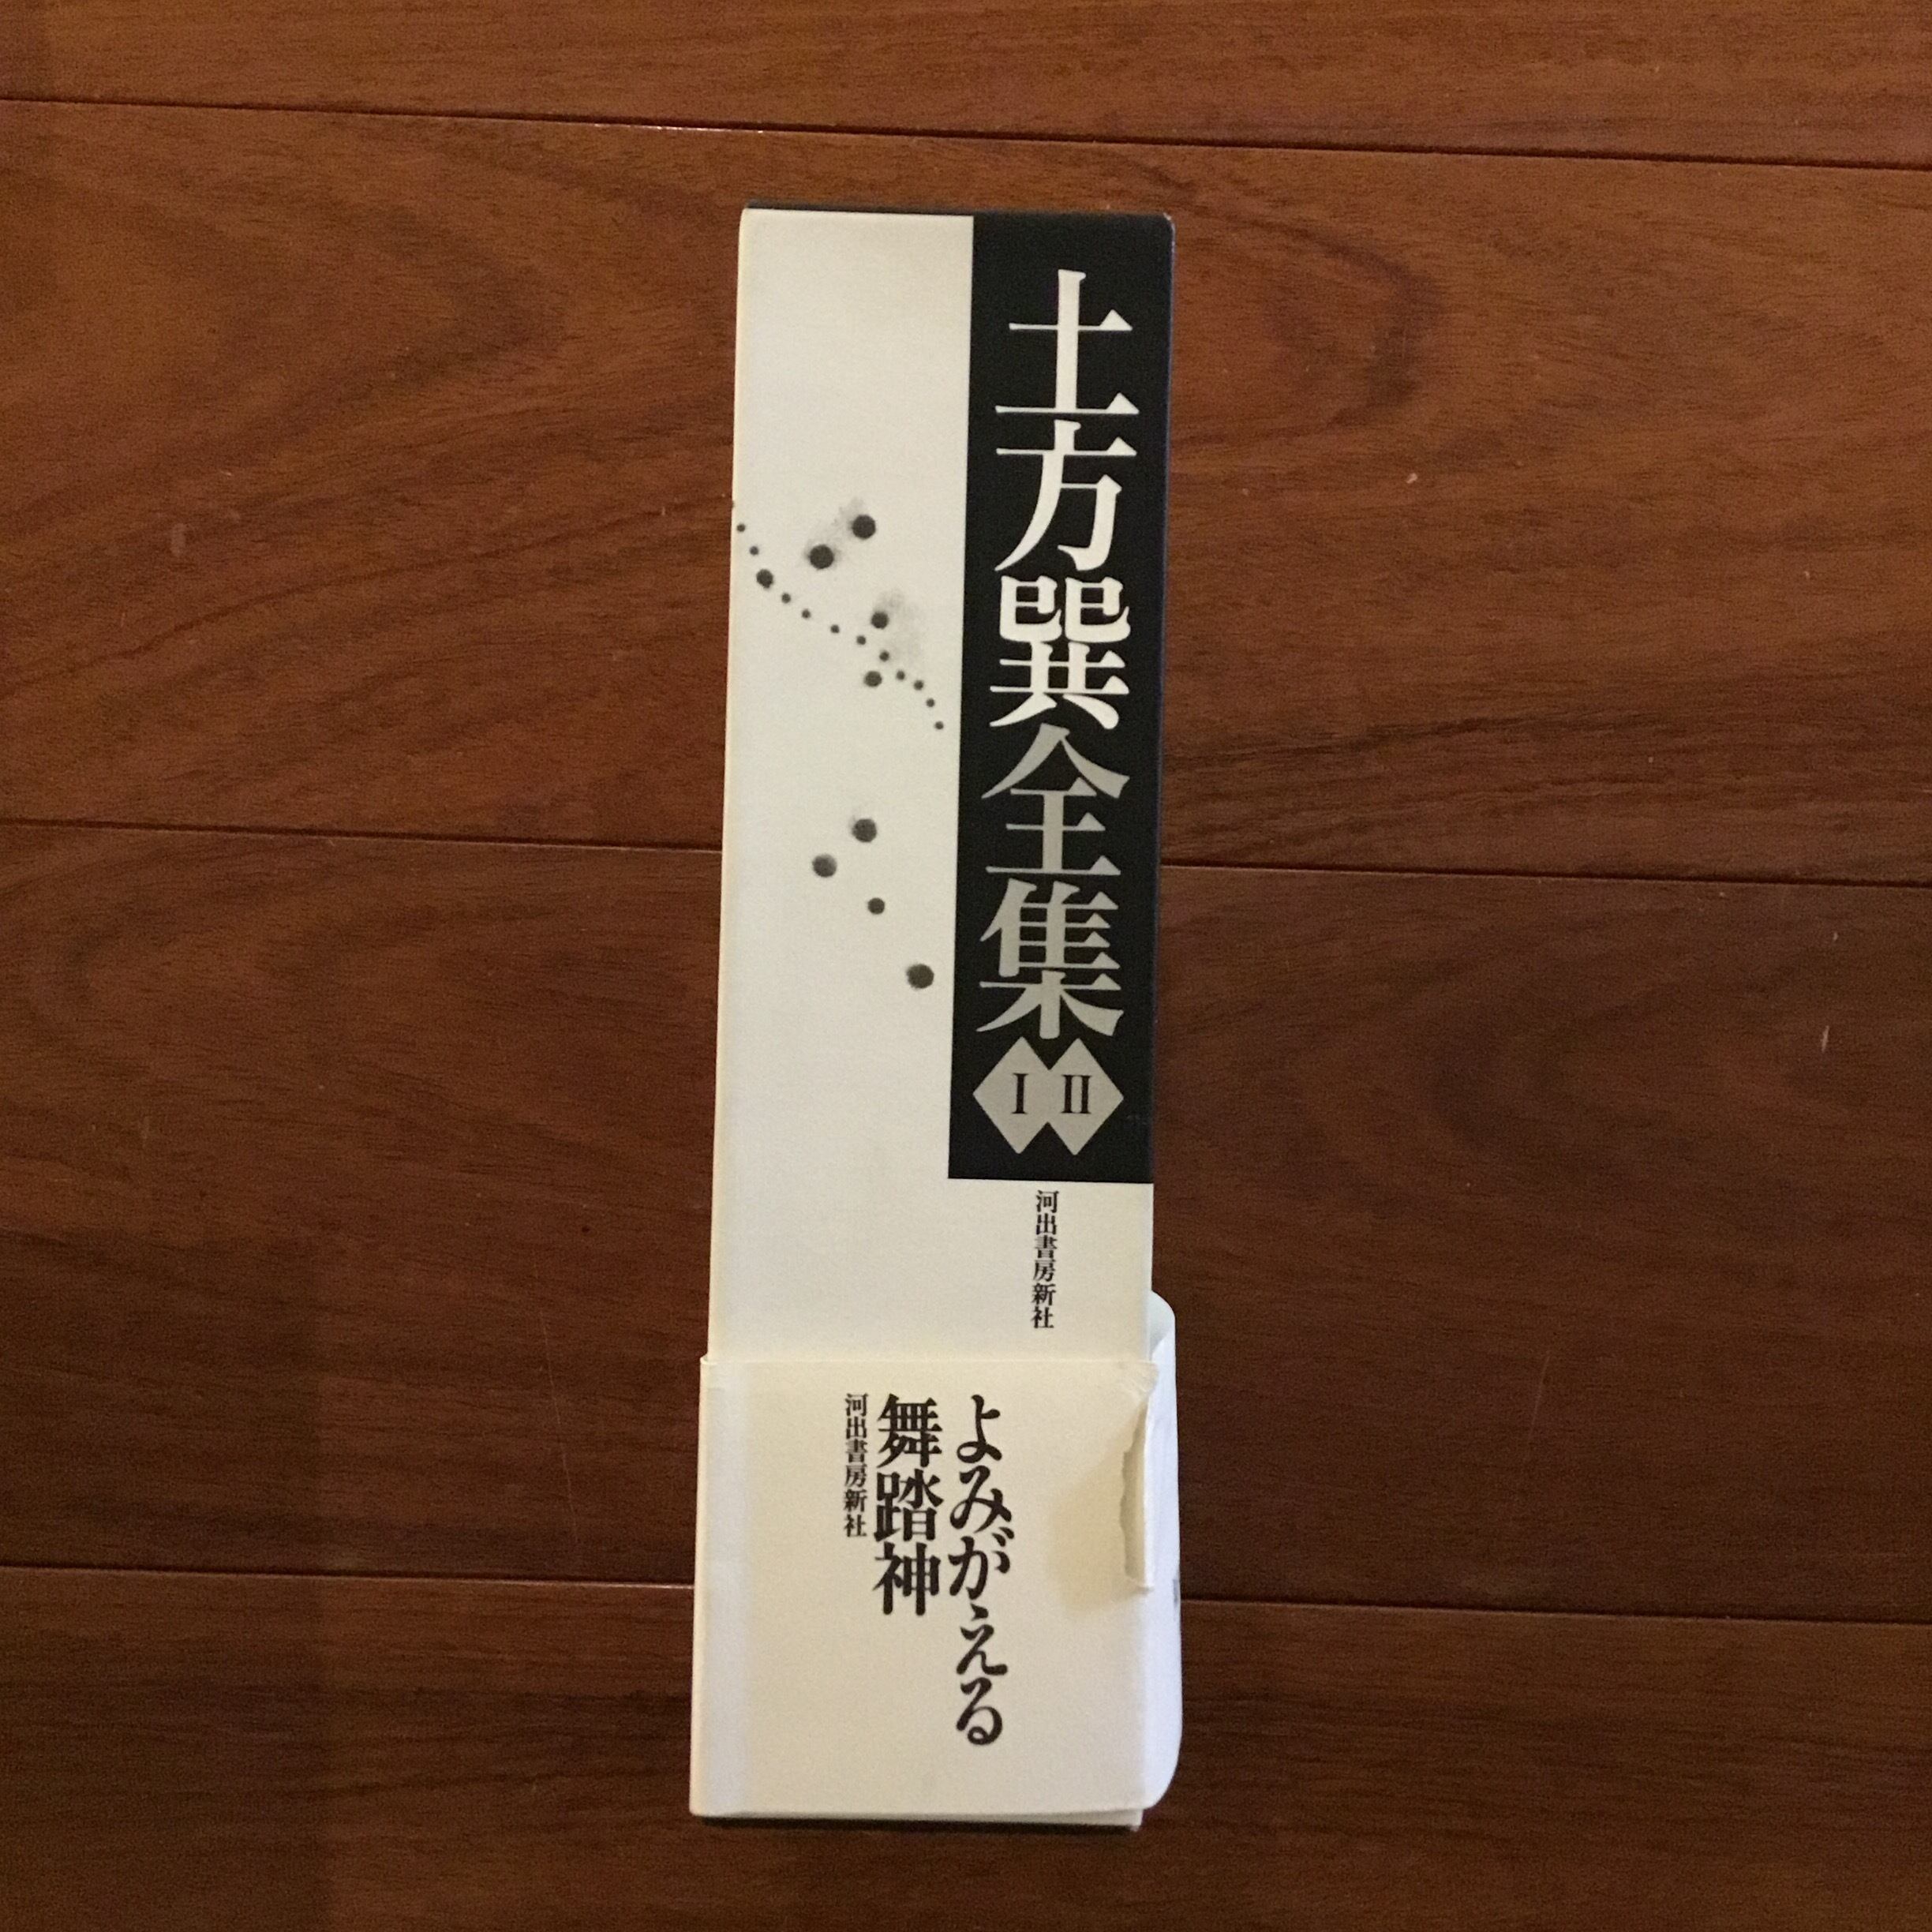 土方巽全集
I II
河出書房新社
よみがえる
舞踏神
河出書房新社